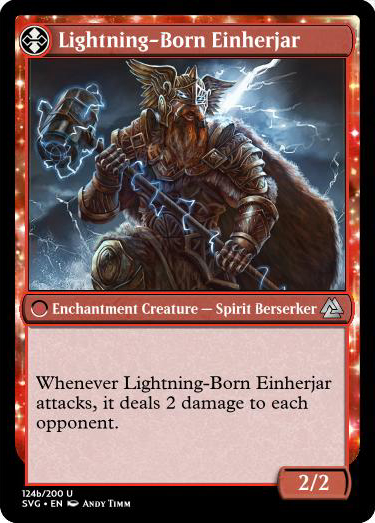 Lightning-Born Einherjar
Enchantment Creature — Spirit Berserker
Whenever Lightning-Born Einherjar
attacks, it deals 2 damage to each
opponent.
2/2
124b/200 U
SVG • EN Andy Timm